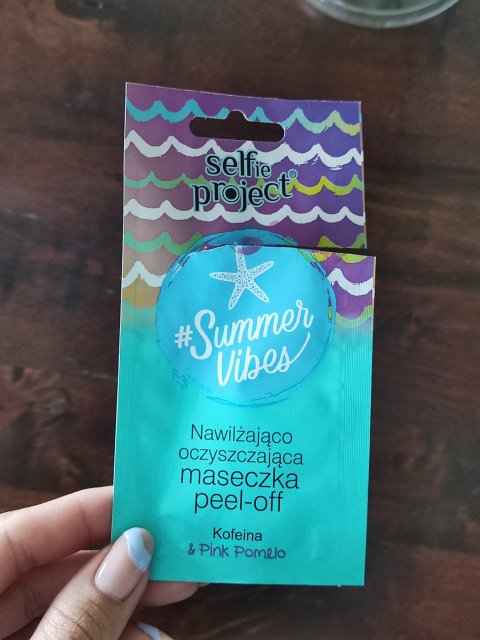 selfie
project®
#Summer
Vibes
Nawilżająco
oczyszczająca
maseczka
peel-off
Kofeina
& Pink Pomelo